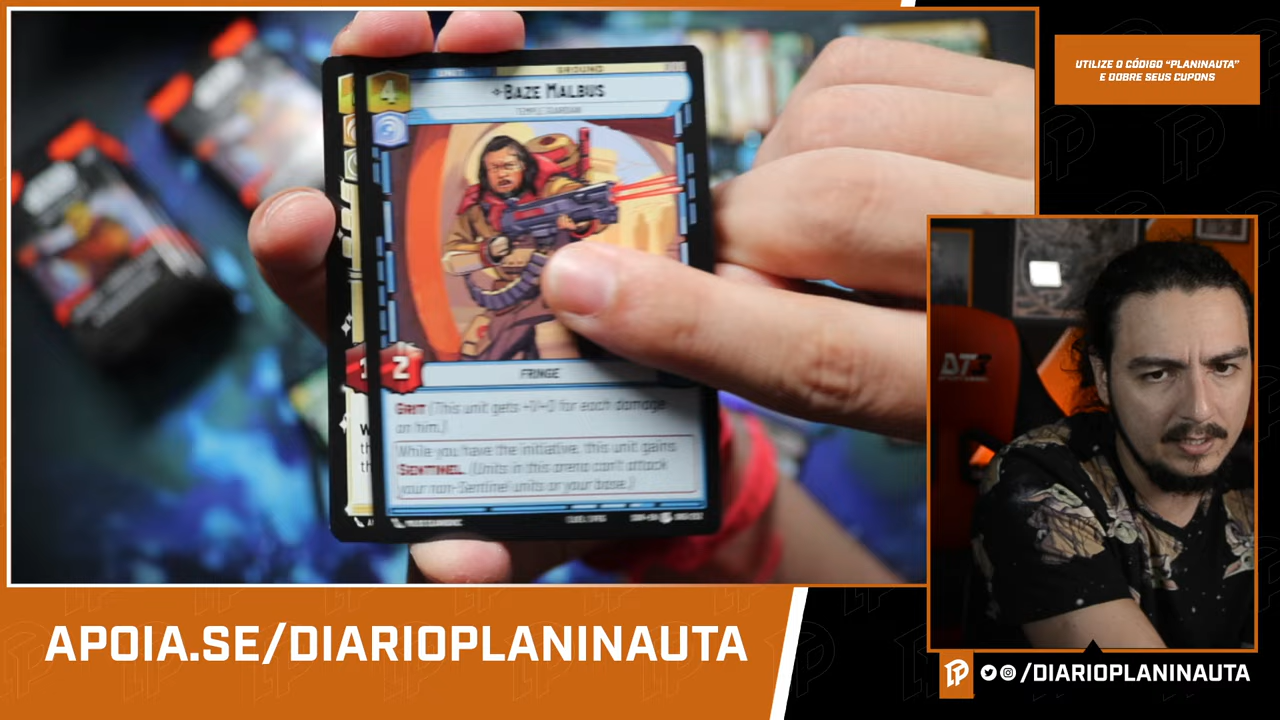 UTILIZE O CÓDIGO “PLANINAUTA”
E DOBRE SEUS CUPONS
UNIT
GROUND
4
BAZE MALBUS
TEMPLE GUARDIAN
2
FRINGE
GRIT (This unit gets +1/+0 for each damage
on him.)
While you have the initiative, this unit gains
SENTINEL. (Units in this arena can't attack
your non-Sentinel units or your base.)
APOIA.SE/DIARIOPLANINAUTA
/DIARIOPLANINAUTA